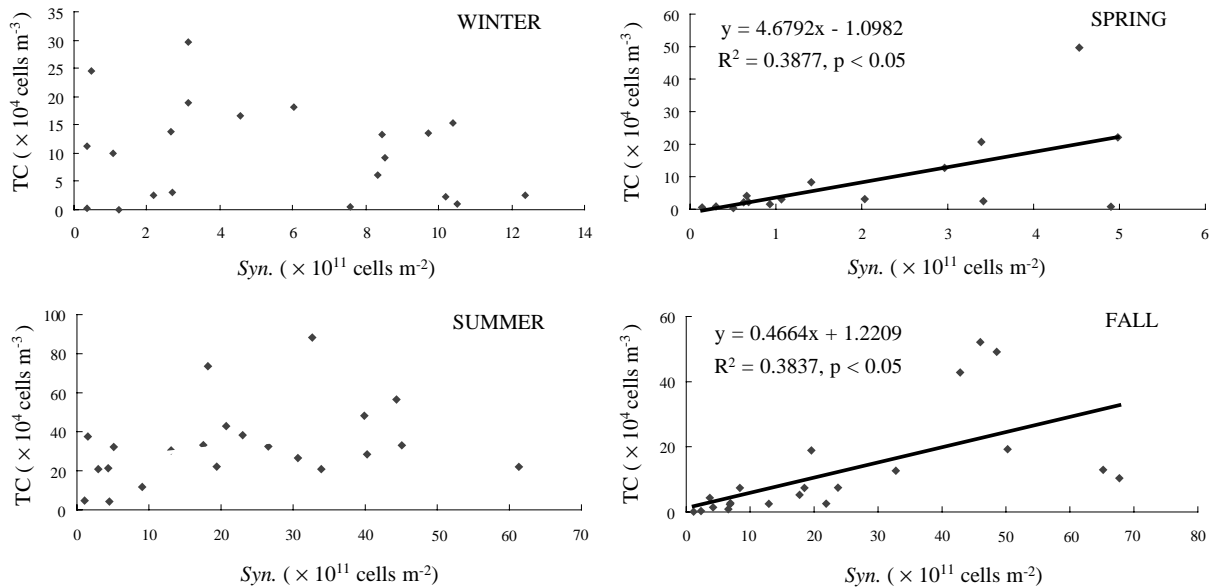 WINTER
TC ( × 10⁴ cells m⁻³ )
35
30
25
20
15
10
5
0
0 2 4 6 8 10 12 14
Syn. ( × 10¹¹ cells m⁻²)
SPRING
y = 4.6792x - 1.0982
R² = 0.3877, p < 0.05
TC ( × 10⁴ cells m⁻³ )
60
50
40
30
20
10
0
0 1 2 3 4 5 6
Syn. ( × 10¹¹ cells m⁻²)
SUMMER
TC ( × 10⁴ cells m⁻³ )
100
80
60
40
20
0
0 10 20 30 40 50 60 70
Syn. ( × 10¹¹ cells m⁻²)
FALL
y = 0.4664x + 1.2209
R² = 0.3837, p < 0.05
TC ( × 10⁴ cells m⁻³ )
60
40
20
0
0 10 20 30 40 50 60 70 80
Syn. ( × 10¹¹ cells m⁻²)